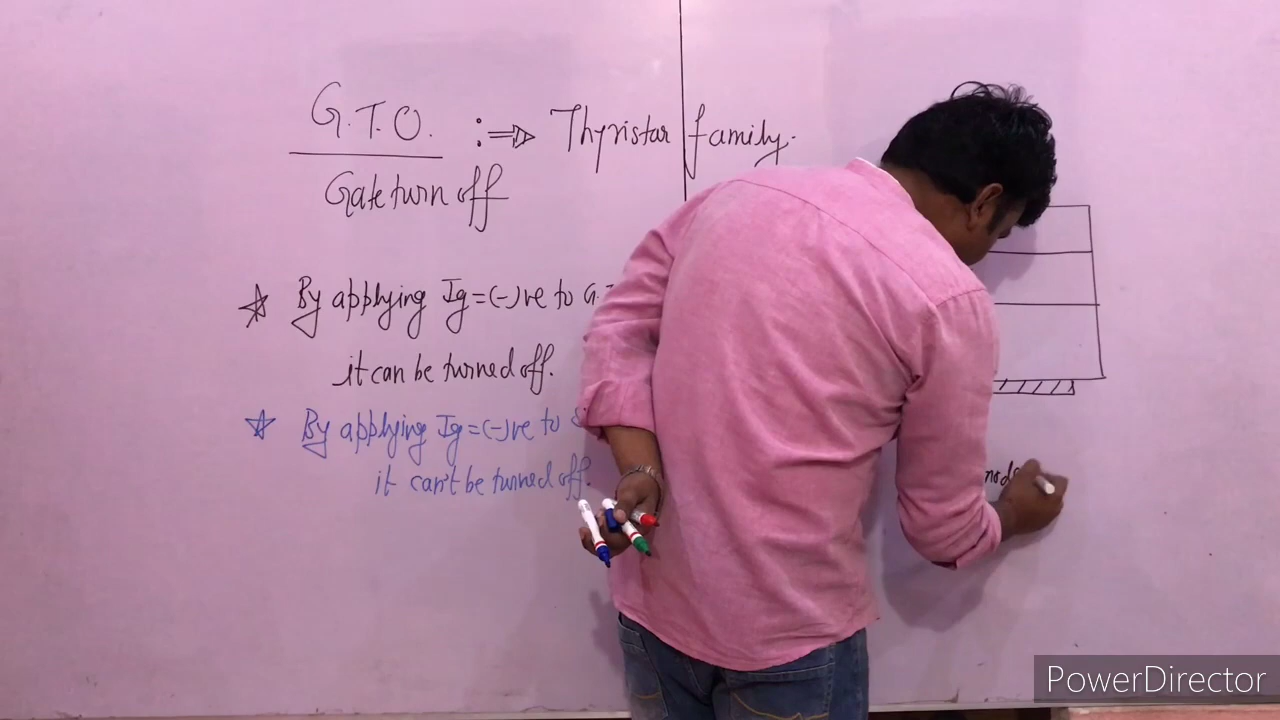 G.T.O. :⇒ Thyristar family.
Gate turn off
☆ By applying Ig=(-)ve to G.
it can be turned off.
☆ By applying Ig=(-)ve to
it can't be turned off.
PowerDirector